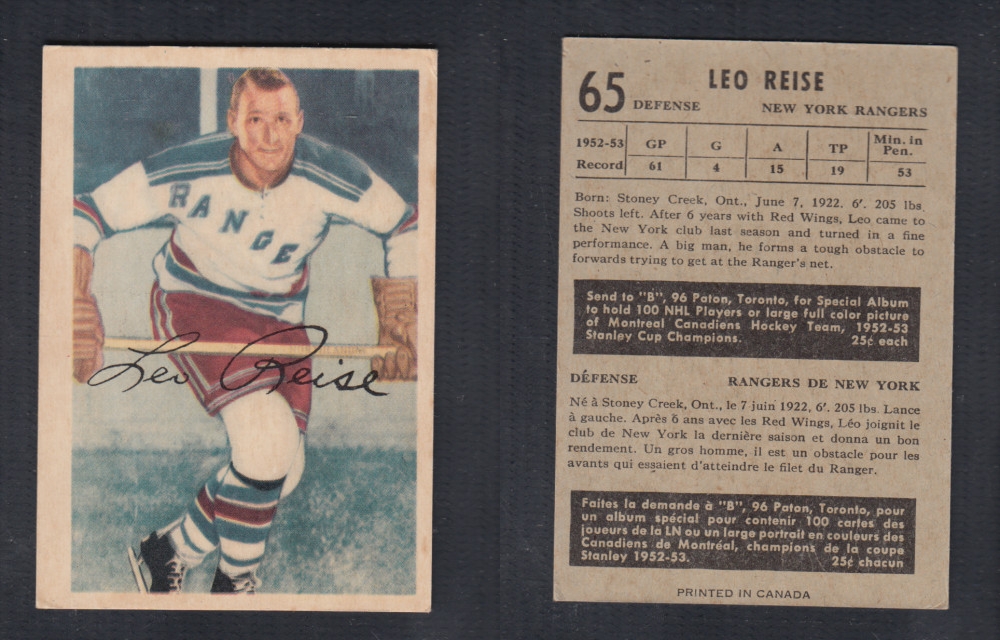 RANGE
Leo Reise
65 LEO REISE
DEFENSE NEW YORK RANGERS
1952-53 GP G A TP Min. in Pen.
Record 61 4 15 19 53
Born: Stoney Creek, Ont., June 7, 1922. 6'. 205 lbs
Shoots left. After 6 years with Red Wings, Leo came to
the New York club last season and turned in a fine
performance. A big man, he forms a tough obstacle to
forwards trying to get at the Ranger's net.
Send to "B", 96 Paton, Toronto, for Special Album
to hold 100 NHL Players or large full color picture
of Montreal Canadiens Hockey Team, 1952-53
Stanley Cup Champions. 25¢ each
DÉFENSE RANGERS DE NEW YORK
Né à Stoney Creek, Ont., le 7 juin 1922, 6'. 205 lbs. Lance
à gauche. Après 6 ans avec les Red Wings, Léo joignit le
club de New York la dernière saison et donna un bon
rendement. Un gros homme, il est un obstacle pour les
avants qui essaient d'atteindre le filet du Ranger.
Faites la demande à "B", 96 Paton, Toronto, pour
un album spécial pour contenir 100 cartes des
joueurs de la LN ou un large portrait en couleurs des
Canadiens de Montréal, champions de la coupe
Stanley 1952-53. 25¢ chacun
PRINTED IN CANADA